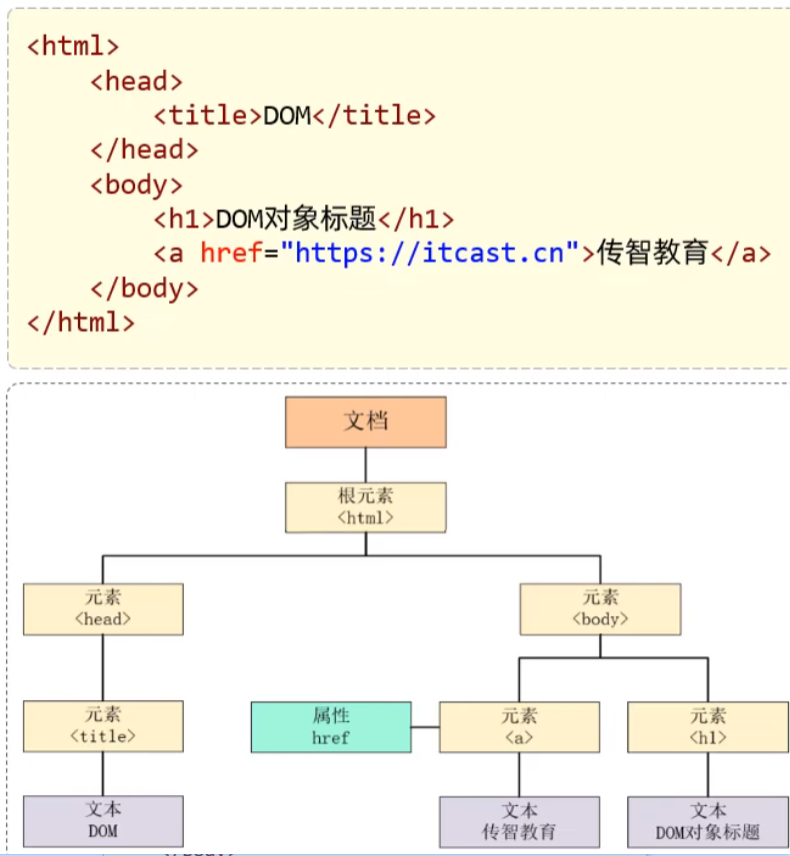 <html>
<head>
<title>DOM</title>
</head>
<body>
<h1>DOM对象标题</h1>
<a href="https://itcast.cn">传智教育</a>
</body>
</html>
文档
根元素
<html>
元素
<head>
元素
<body>
元素
<title>
属性
href
元素
<a>
元素
<h1>
文本
DOM
文本
传智教育
文本
DOM对象标题